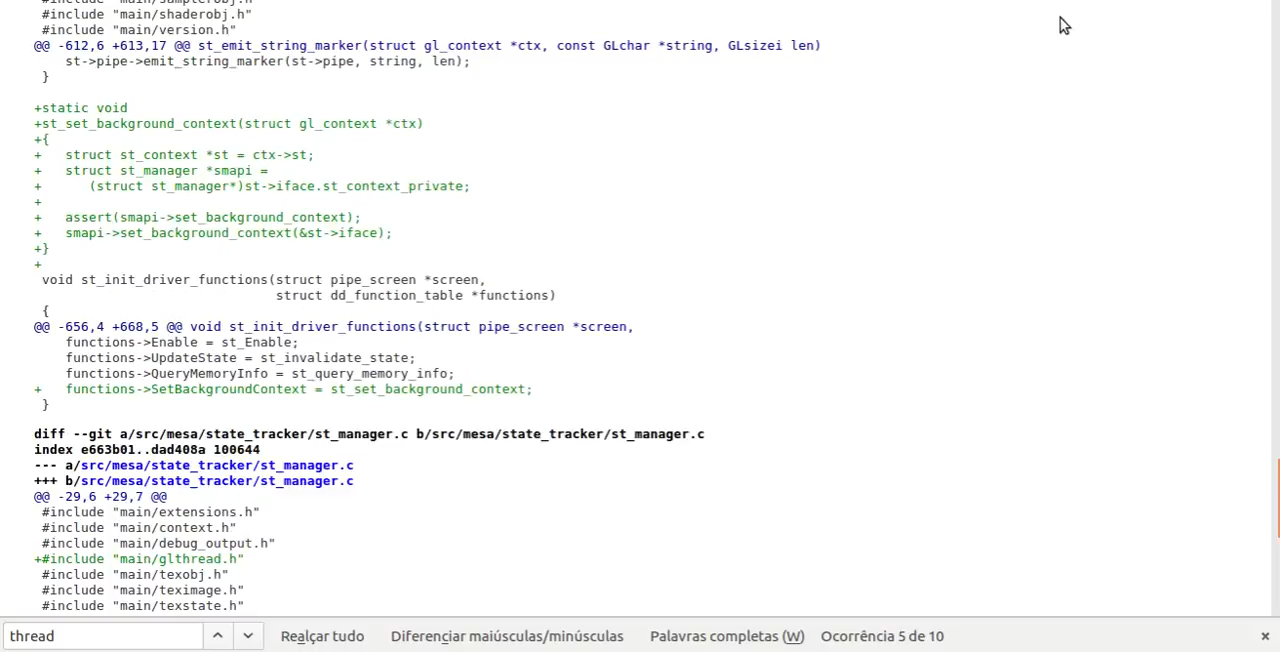 #include "main/samplerobj.h"
#include "main/shaderobj.h"
#include "main/version.h"
@@ -612,6 +613,17 @@ st_emit_string_marker(struct gl_context *ctx, const GLchar *string, GLsizei len)
st->pipe->emit_string_marker(st->pipe, string, len);
}
+static void
+st_set_background_context(struct gl_context *ctx)
+{
+   struct st_context *st = ctx->st;
+   struct st_manager *smapi =
+      (struct st_manager*)st->iface.st_context_private;
+
+   assert(smapi->set_background_context);
+   smapi->set_background_context(&st->iface);
+}
+
void st_init_driver_functions(struct pipe_screen *screen,
struct dd_function_table *functions)
{
@@ -656,4 +668,5 @@ void st_init_driver_functions(struct pipe_screen *screen,
functions->Enable = st_Enable;
functions->UpdateState = st_invalidate_state;
functions->QueryMemoryInfo = st_query_memory_info;
+   functions->SetBackgroundContext = st_set_background_context;
}
diff --git a/src/mesa/state_tracker/st_manager.c b/src/mesa/state_tracker/st_manager.c
index e663b01..dad408a 100644
--- a/src/mesa/state_tracker/st_manager.c
+++ b/src/mesa/state_tracker/st_manager.c
@@ -29,6 +29,7 @@
#include "main/extensions.h"
#include "main/context.h"
#include "main/debug_output.h"
+#include "main/glthread.h"
#include "main/texobj.h"
#include "main/teximage.h"
#include "main/texstate.h"
thread Realçar tudo Diferenciar maiúsculas/minúsculas Palavras completas (W) Ocorrência 5 de 10